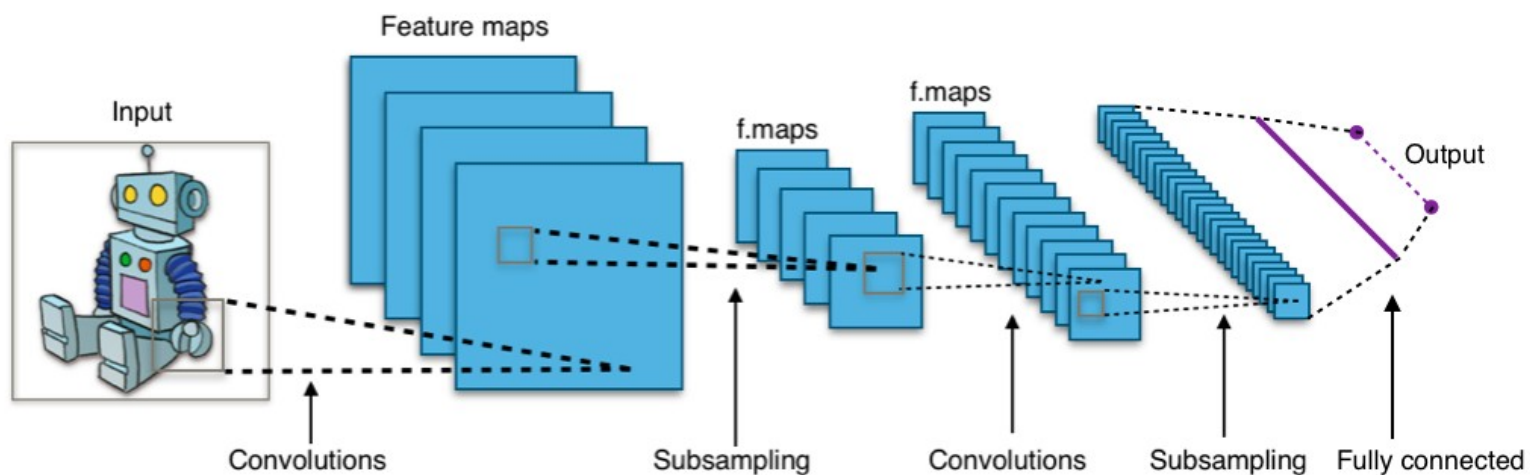 Feature maps
Input
f.maps
f.maps
Output
Convolutions
Subsampling
Convolutions
Subsampling
Fully connected